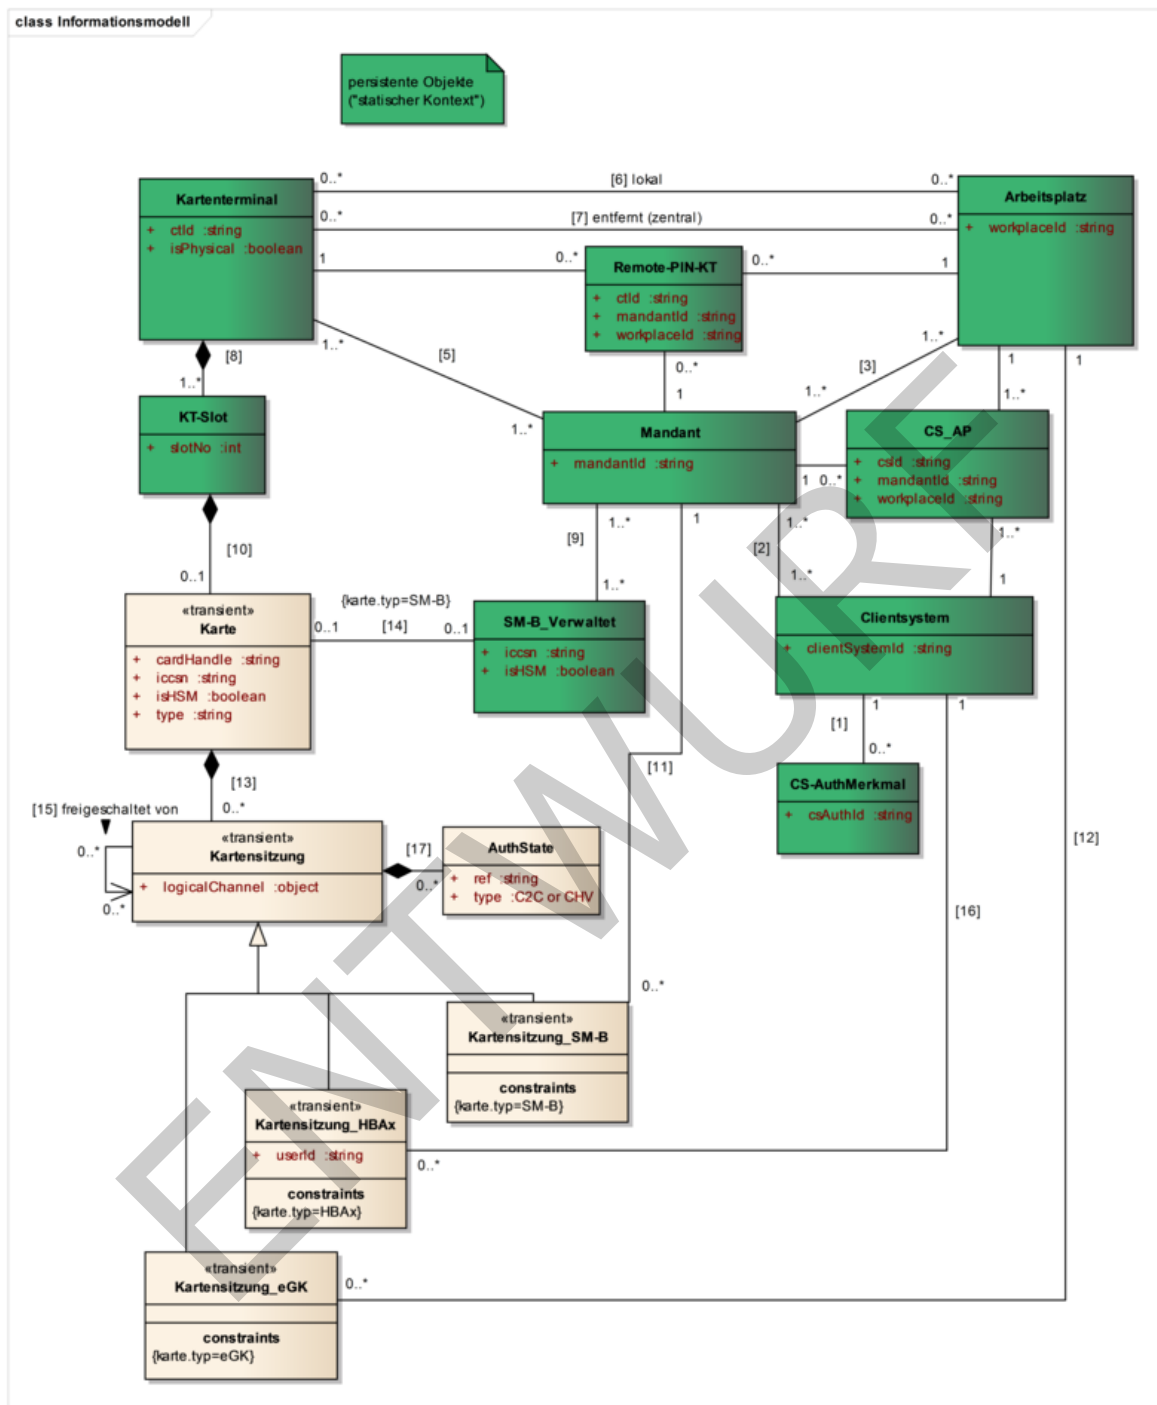 class Informationsmodell
persistente Objekte
("statischer Kontext")
0..*
[6] lokal
0..*
Kartenterminal
+ ctId :string
+ isPhysical :boolean
Arbeitsplatz
+ workplaceId :string
0..*
[7] entfernt (zentral)
0..*
1
0..*
Remote-PIN-KT
+ ctId :string
+ mandantId :string
+ workplaceId :string
0..*
1
1..*
[5]
1..*
[3]
1..*
1..*
0..*
1
1
1..*
1
[8]
1..*
KT-Slot
+ slotNo :int
Mandant
+ mandantId :string
CS_AP
+ csId :string
+ mandantId :string
+ workplaceId :string
1
0..*
[10]
0..1
[9]
1..*
1..*
1
[2]
1..*
1..*
1..*
1
«transient»
Karte
+ cardHandle :string
+ iccsn :string
+ isHSM :boolean
+ type :string
{karte.typ=SM-B}
0..1
[14]
0..1
SM-B_Verwaltet
+ iccsn :string
+ isHSM :boolean
Clientsystem
+ clientSystemId :string
1
[1]
0..*
1
CS-AuthMerkmal
+ csAuthId :string
[11]
[12]
[13]
0..*
[15] freigeschaltet von
0..*
0..*
«transient»
Kartensitzung
+ logicalChannel :object
[17]
0..*
AuthState
+ ref :string
+ type :C2C or CHV
[16]
0..*
«transient»
Kartensitzung_SM-B
constraints
{karte.typ=SM-B}
«transient»
Kartensitzung_HBAx
+ userId :string
constraints
{karte.typ=HBAx}
0..*
«transient»
Kartensitzung_eGK
constraints
{karte.typ=eGK}
0..*
ENTWURF